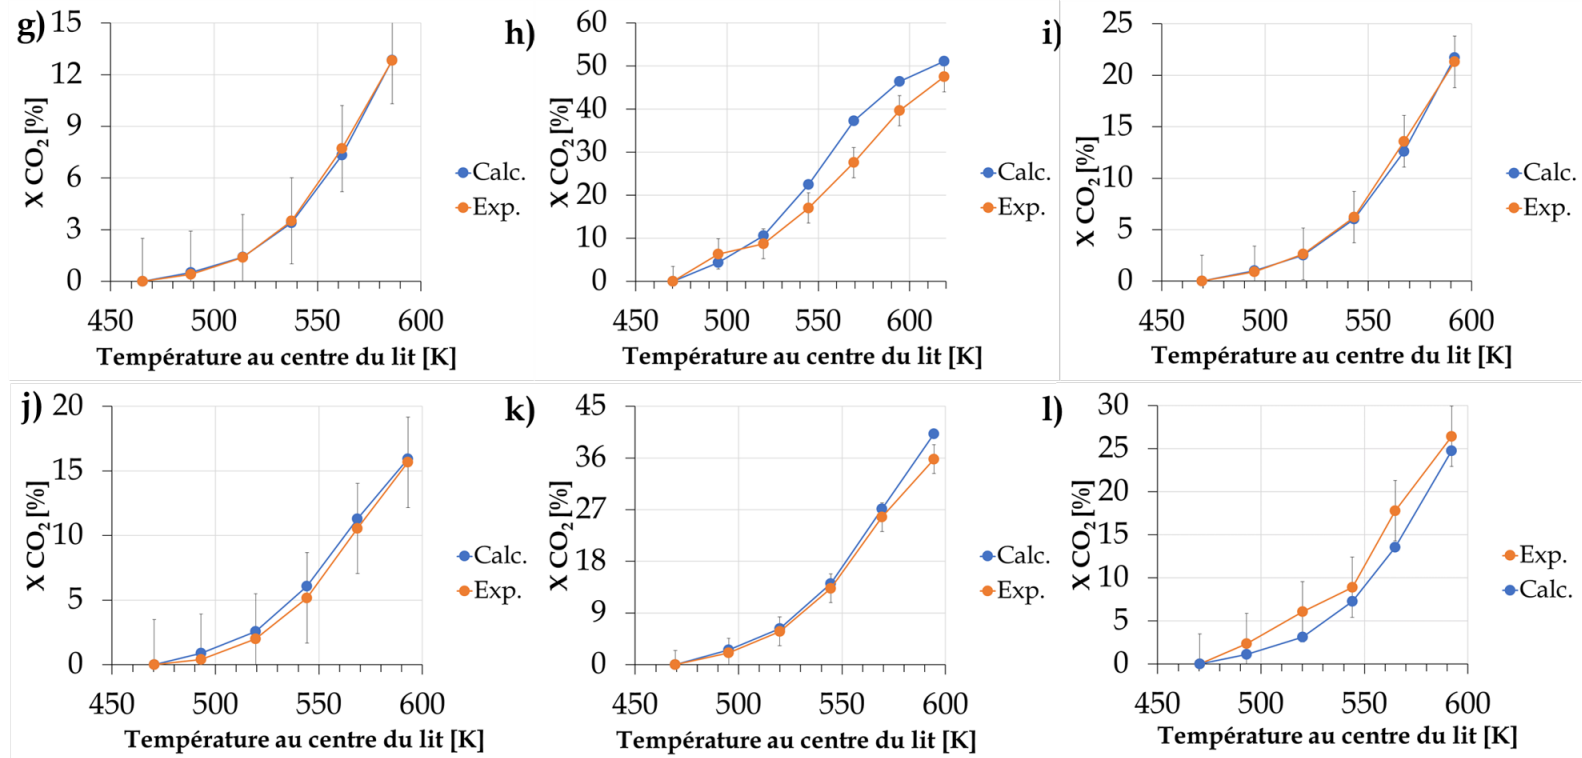 g)
X CO2 [%]
15
12
9
6
3
0
450 500 550 600
Température au centre du lit [K]
Calc.
Exp.
h)
X CO2 [%]
60
50
40
30
20
10
0
450 500 550 600
Température au centre du lit [K]
Calc.
Exp.
i)
X CO2 [%]
25
20
15
10
5
0
450 500 550 600
Température au centre du lit [K]
Calc.
Exp.
j)
X CO2 [%]
20
15
10
5
0
450 500 550 600
Température au centre du lit [K]
Calc.
Exp.
k)
X CO2 [%]
45
36
27
18
9
0
450 500 550 600
Température au centre du lit [K]
Calc.
Exp.
l)
X CO2 [%]
30
25
20
15
10
5
0
450 500 550 600
Température au centre du lit [K]
Exp.
Calc.